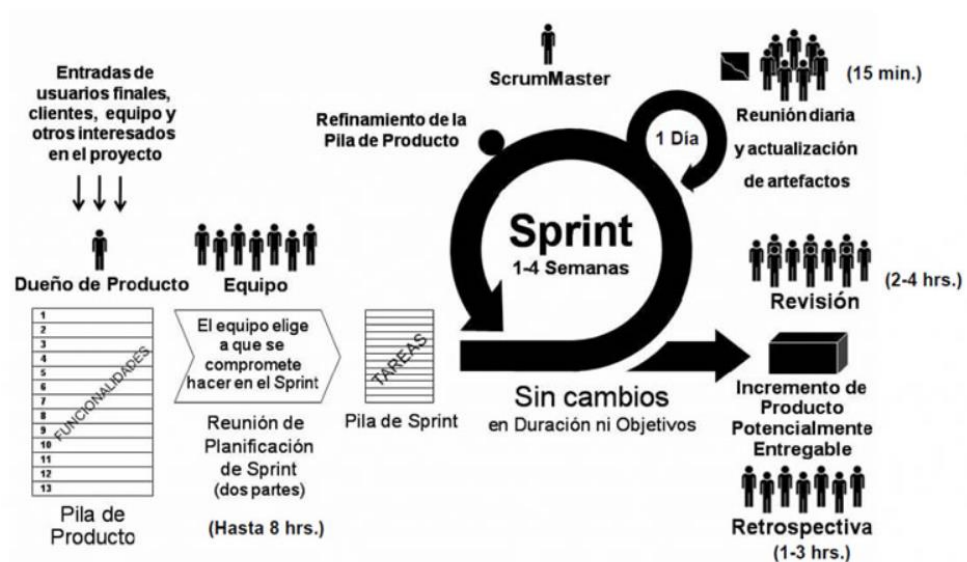 Entradas de
usuarios finales,
clientes, equipo y
otros interesados
en el proyecto
Dueño de Producto
1
2
3
4
5
6
7
8
9
10
11
12
13
FUNCIONALIDADES
Pila de
Producto
Equipo
El equipo elige
a que se
compromete
hacer en el Sprint
Reunión de
Planificación
de Sprint
(dos partes)
(Hasta 8 hrs.)
TAREAS
Pila de Sprint
Refinamiento de la
Pila de Producto
ScrumMaster
Sprint
1-4 Semanas
1 Día
Sin cambios
en Duración ni Objetivos
(15 min.)
Reunión diaria
y actualización
de artefactos
Revisión
(2-4 hrs.)
Incremento de
Producto
Potencialmente
Entregable
Retrospectiva
(1-3 hrs.)